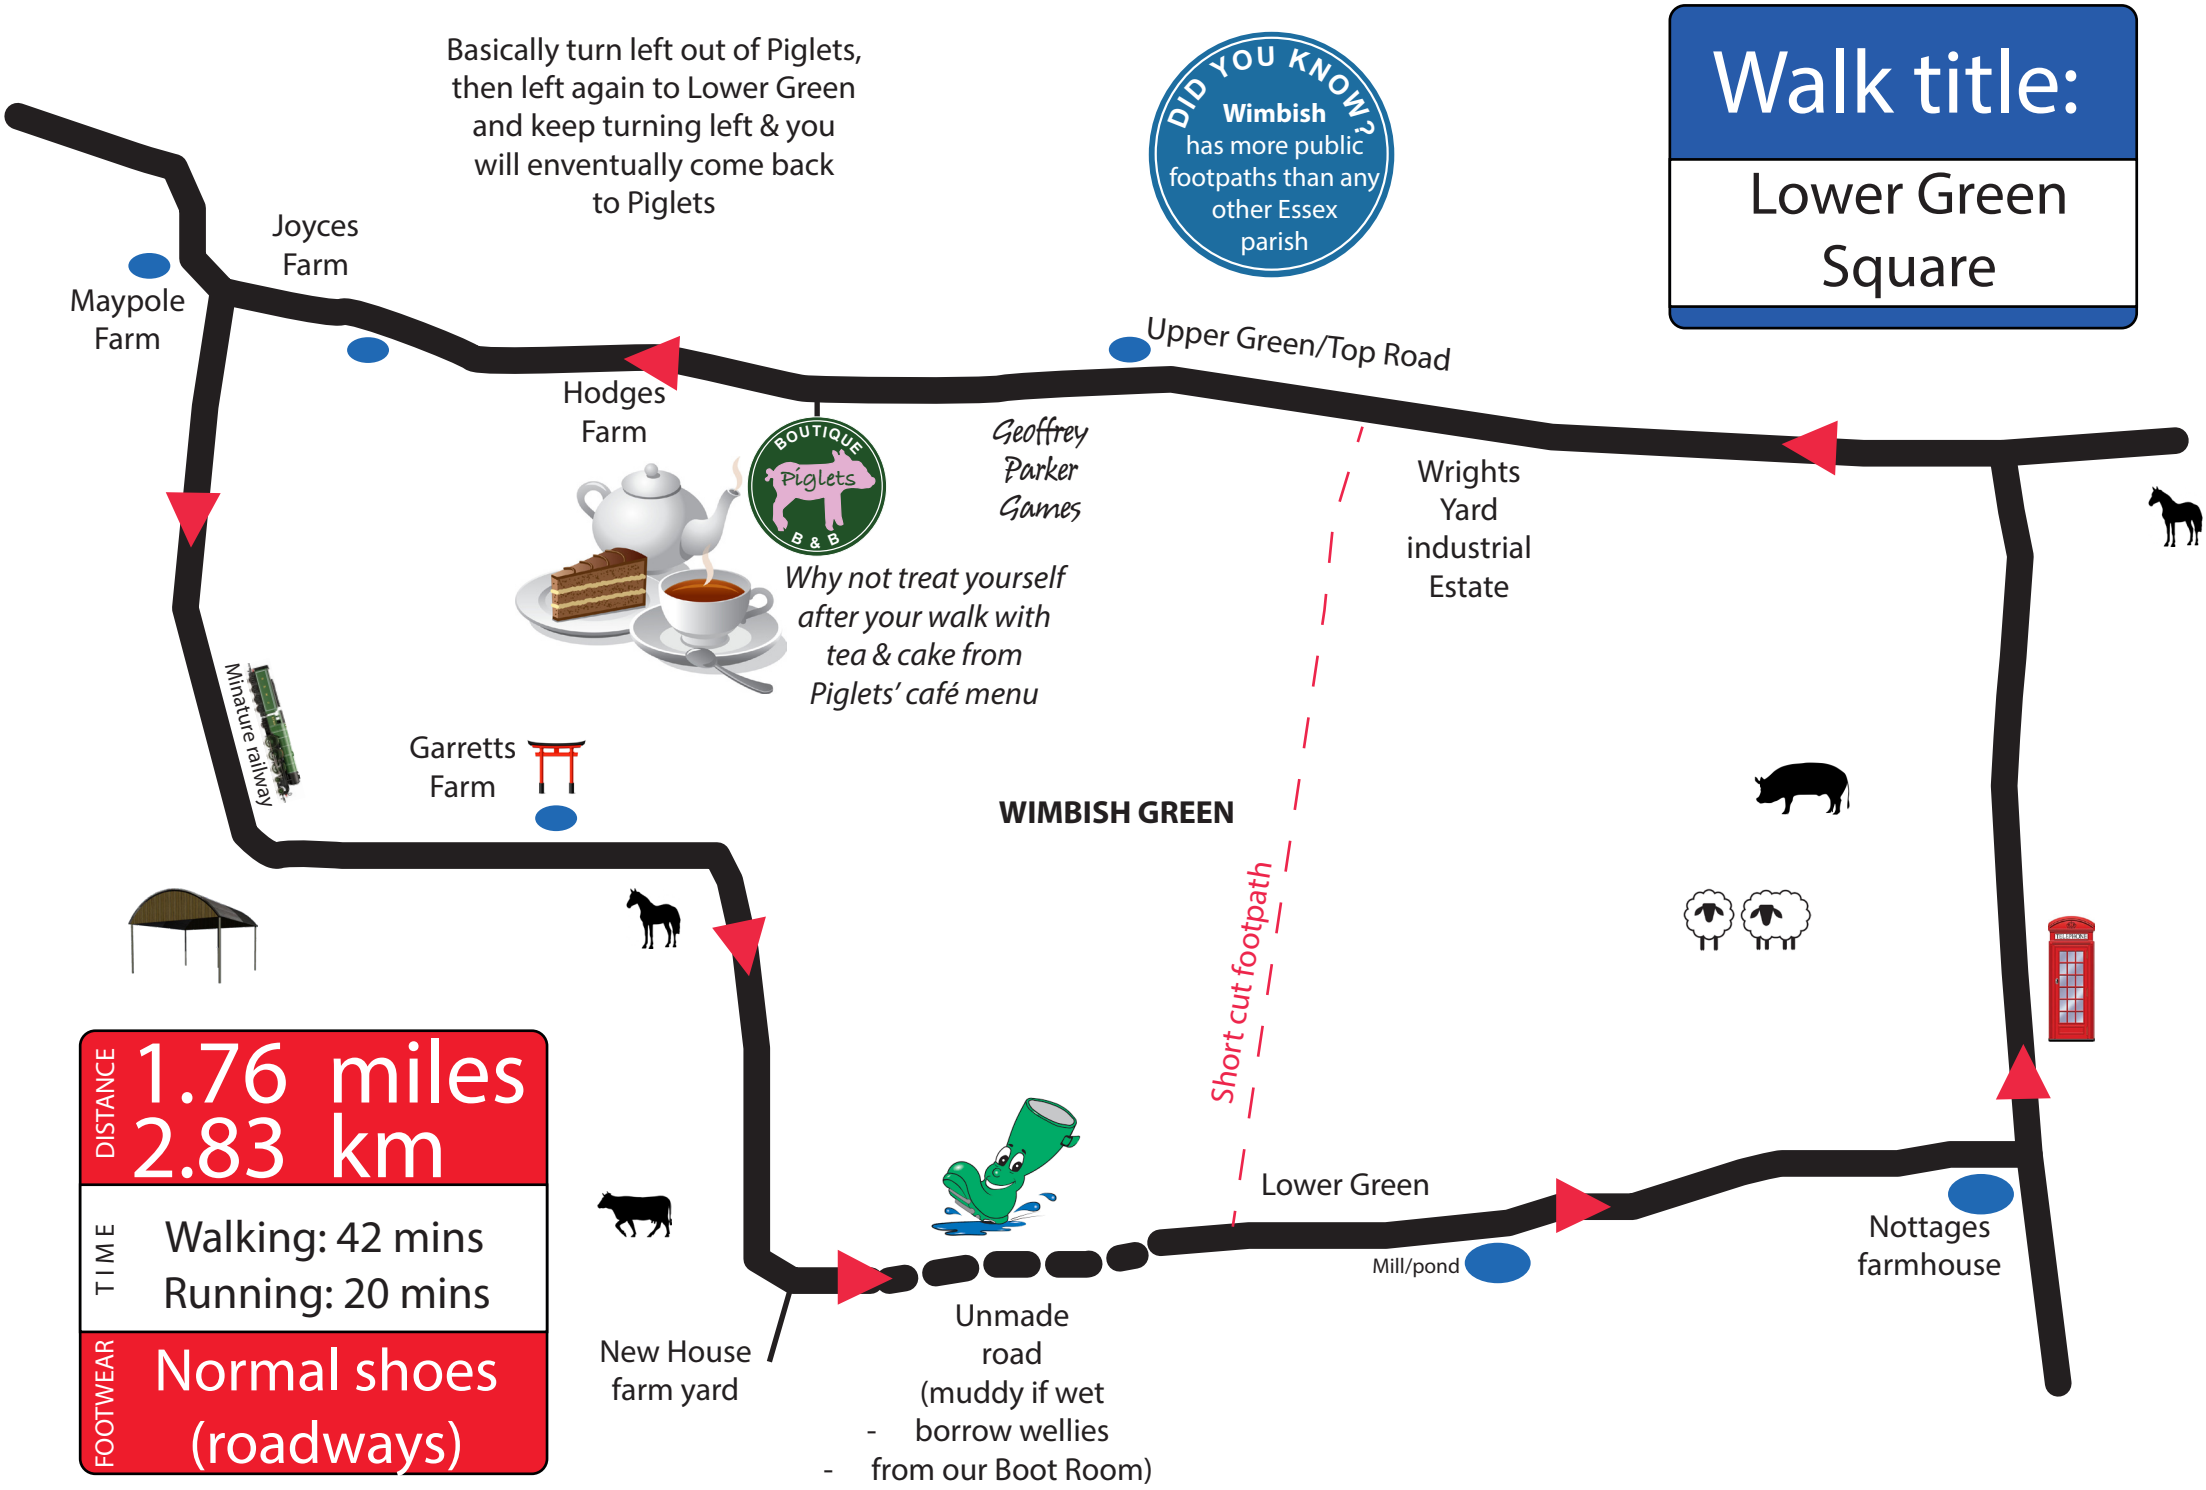 Basically turn left out of Piglets,
then left again to Lower Green
and keep turning left & you
will enventually come back
to Piglets
DID YOU KNOW?
Wimbish
has more public
footpaths than any
other Essex
parish
Walk title:
Lower Green
Square
Joyces
Farm
Maypole
Farm
Upper Green/Top Road
Hodges
Farm
BOUTIQUE
Piglets
B & B
Geoffrey
Parker
Games
Wrights
Yard
industrial
Estate
Why not treat yourself
after your walk with
tea & cake from
Piglets’ café menu
Minature railway
Garretts
Farm
WIMBISH GREEN
Short cut footpath
TELEPHONE
DISTANCE
1.76 miles
2.83 km
TIME
Walking: 42 mins
Running: 20 mins
FOOTWEAR
Normal shoes
(roadways)
Lower Green
Mill/pond
Nottages
farmhouse
New House
farm yard
Unmade
road
(muddy if wet
- borrow wellies
- from our Boot Room)